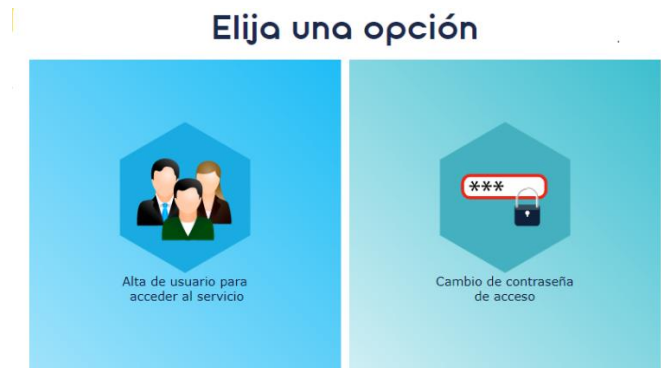 Elija una opción
***
Alta de usuario para
acceder al servicio
Cambio de contraseña
de acceso